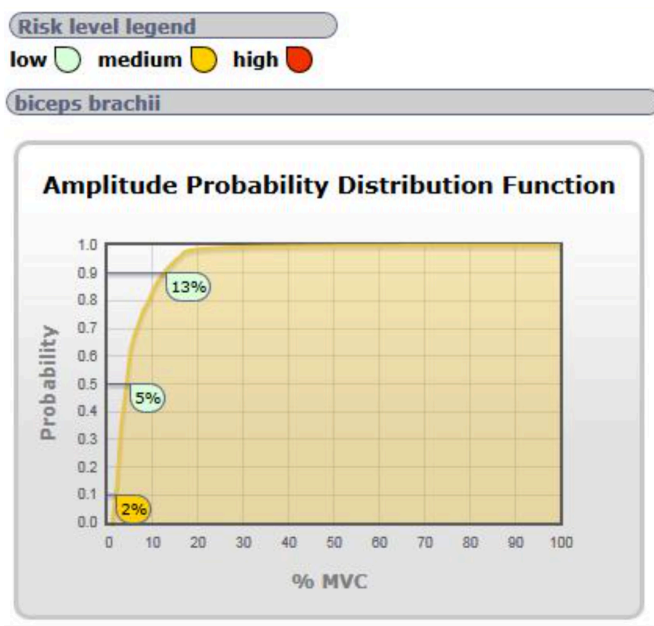 Risk level legend
low medium high
biceps brachii
Amplitude Probability Distribution Function
1.0
0.9
13%
0.8
0.7
0.6
0.5
5%
0.4
0.3
0.2
0.1
2%
0.0
0 10 20 30 40 50 60 70 80 90 100
Probability
% MVC